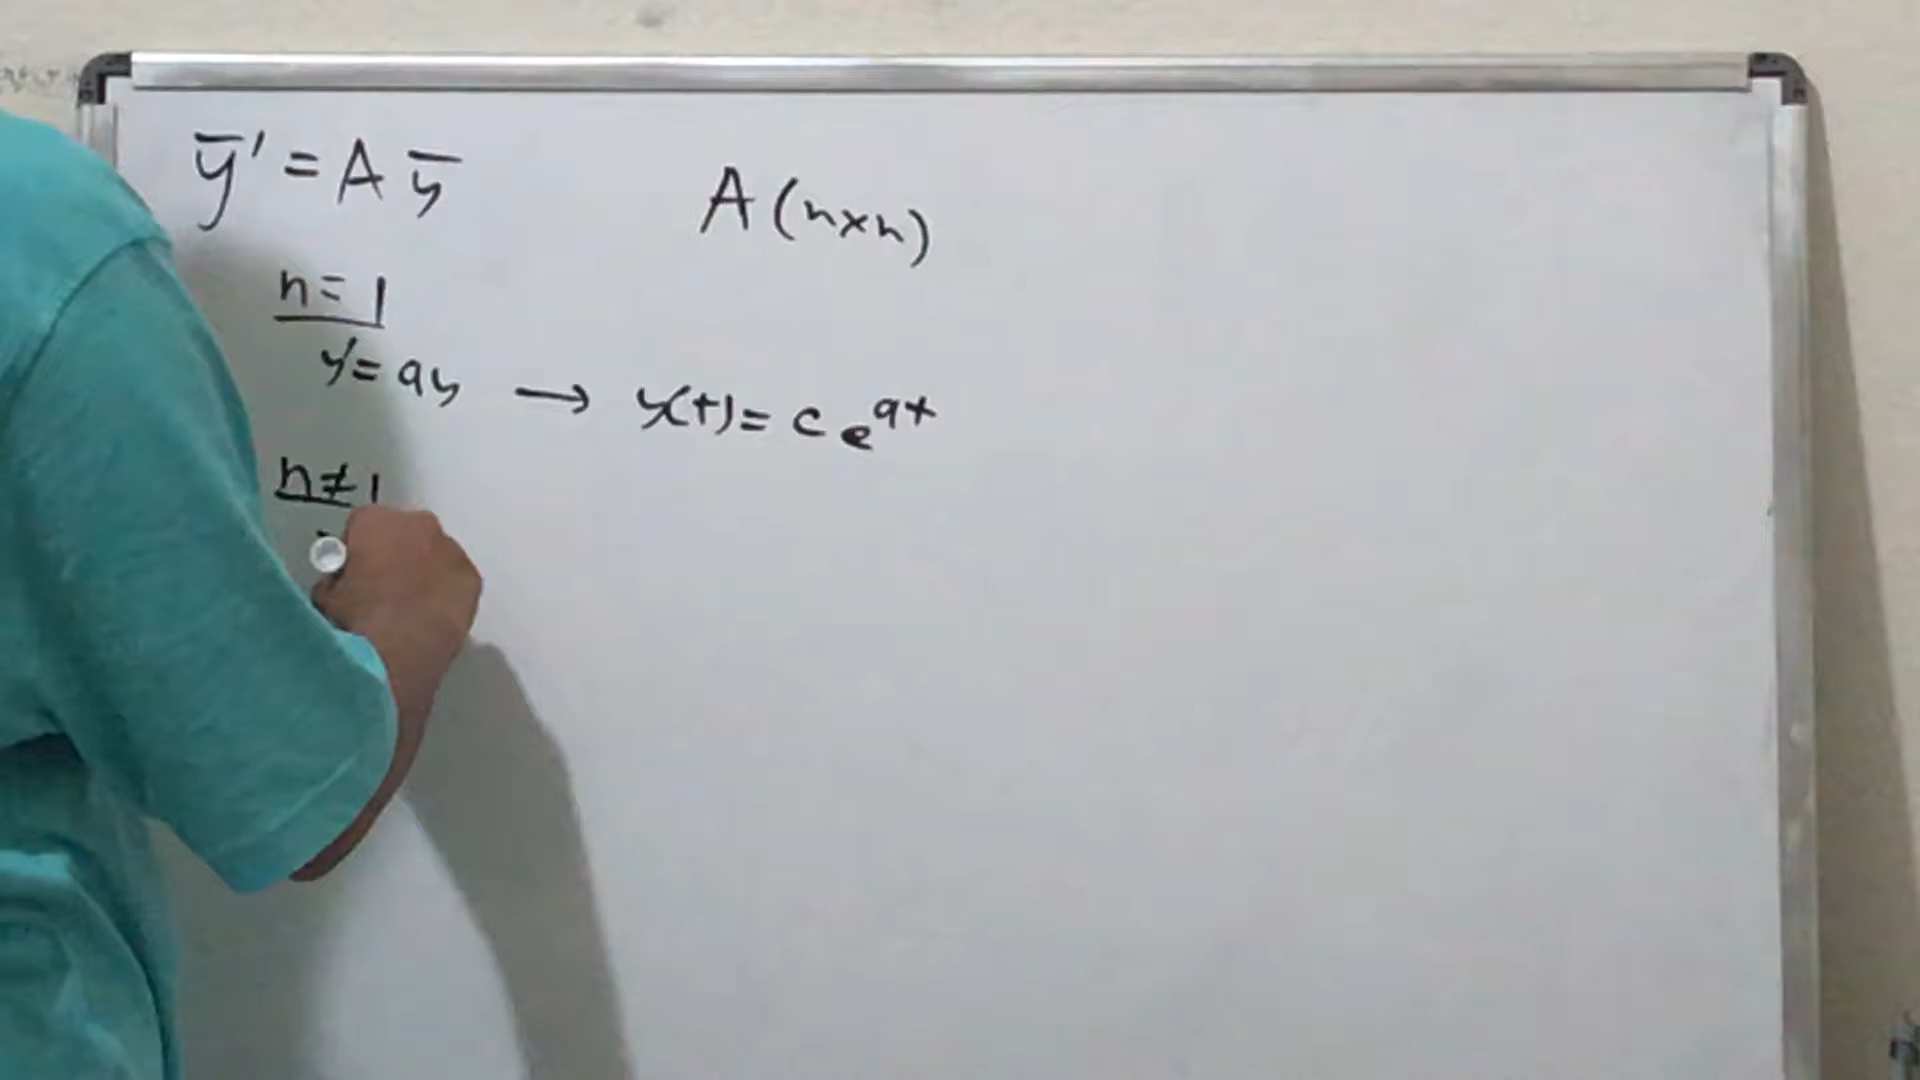 ȳ' = A ȳ A (n×n)
n = 1
y' = ay → y(t) = c e^at
n ≠ 1